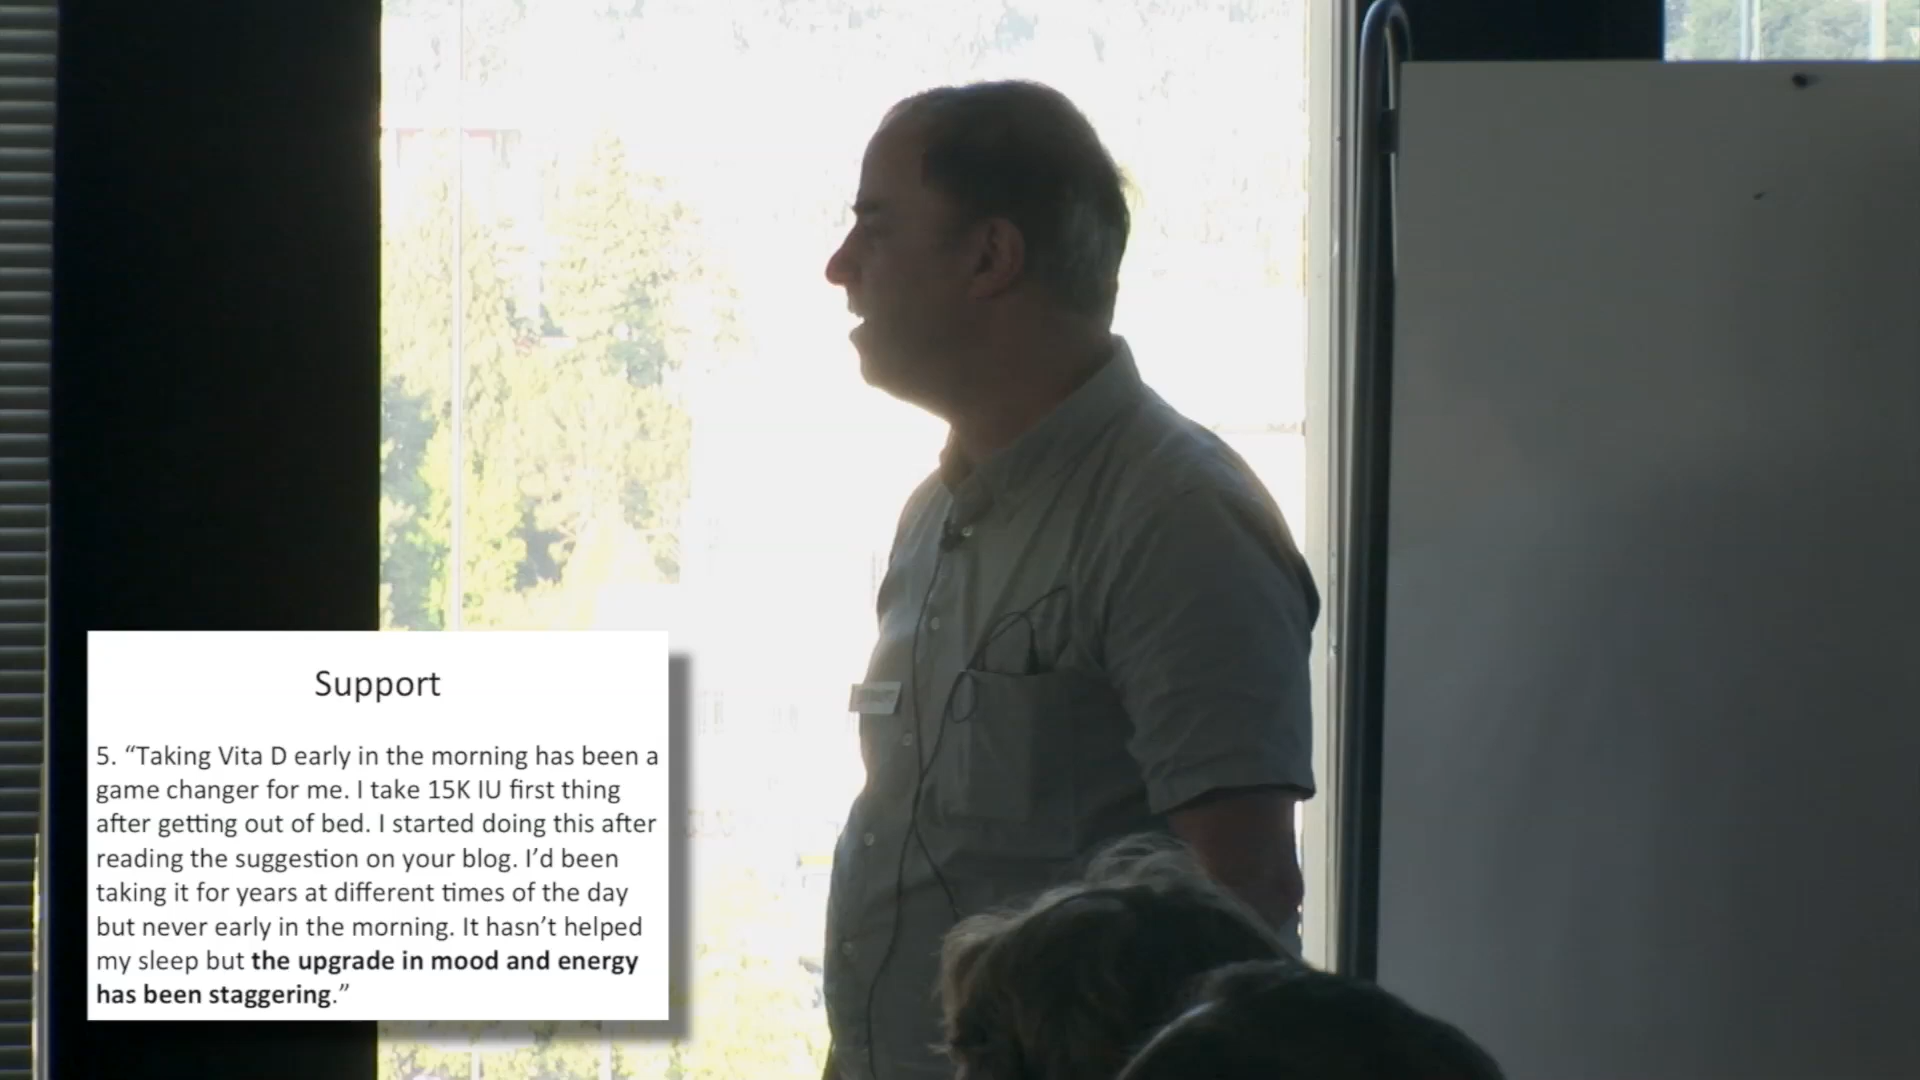 Support
5. “Taking Vita D early in the morning has been a
game changer for me. I take 15K IU first thing
after getting out of bed. I started doing this after
reading the suggestion on your blog. I’d been
taking it for years at different times of the day
but never early in the morning. It hasn’t helped
my sleep but the upgrade in mood and energy
has been staggering.”